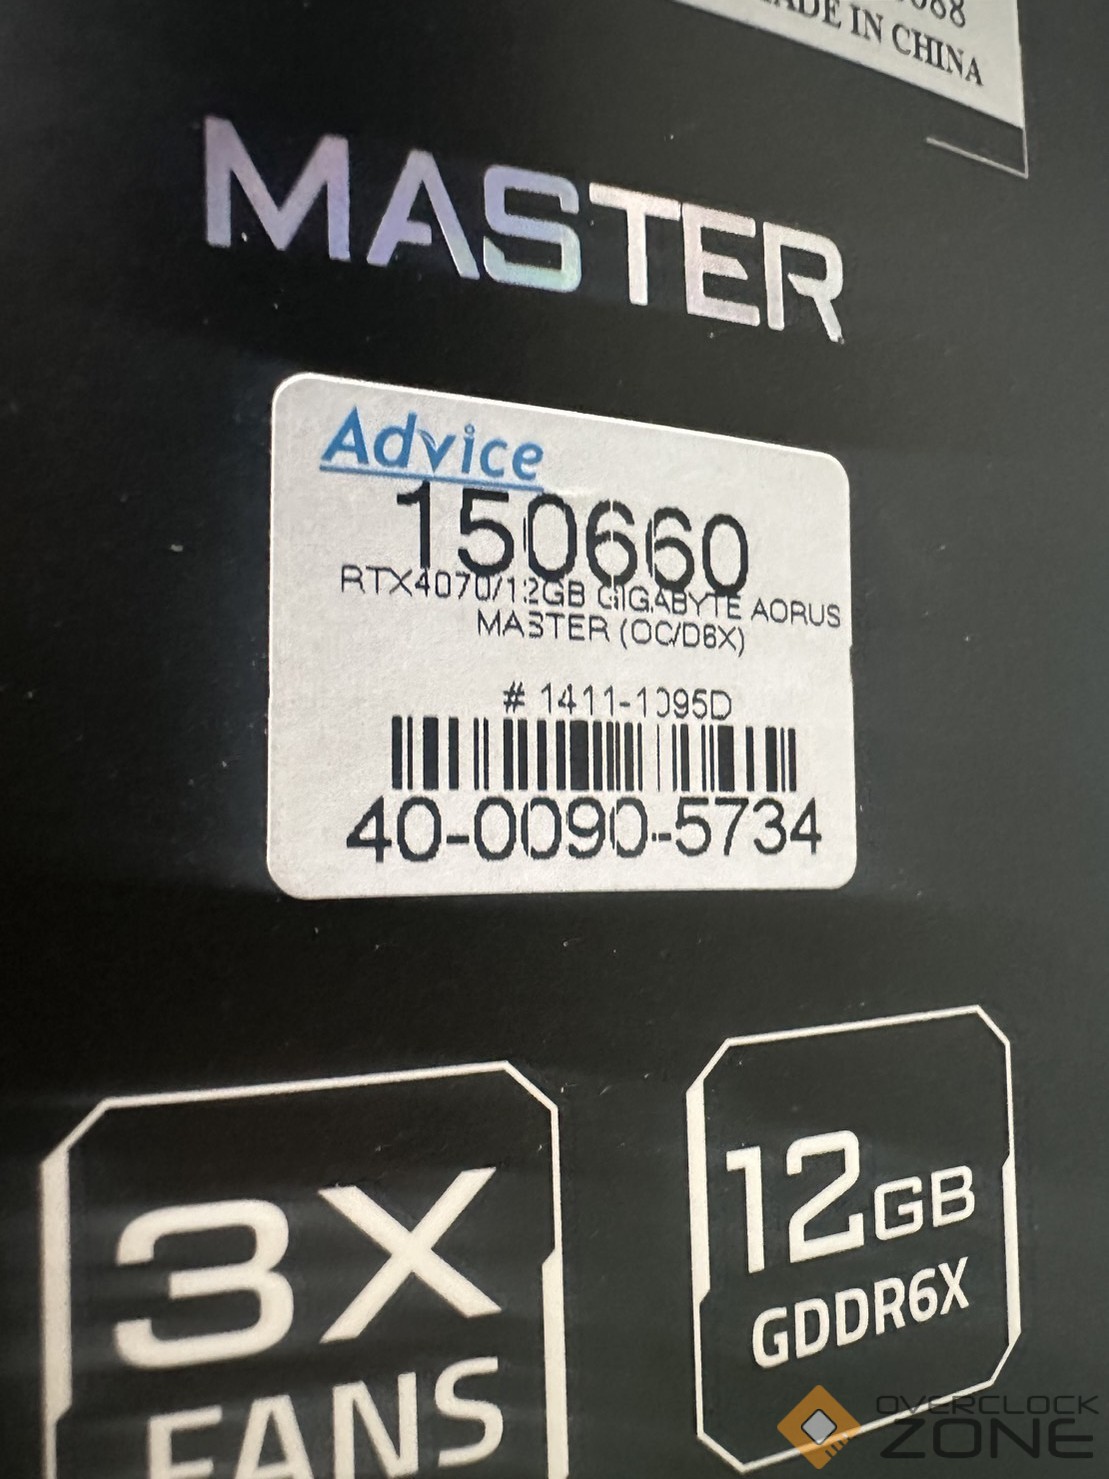 MADE IN CHINA
MASTER
Advice
150660
RTX4070/12GB GIGABYTE AORUS
MASTER (OC/D6X)
# 1411-1095D
40-0090-5734
3X
FANS
12GB
GDDR6X
OVERCLOCK
ZONE